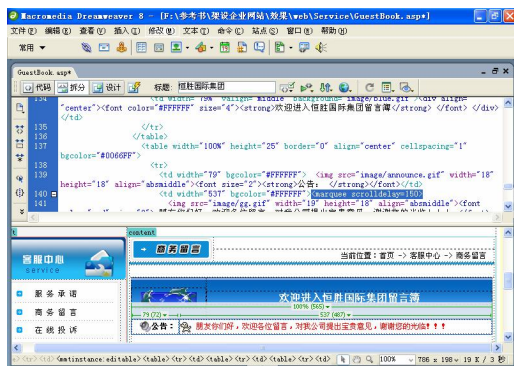 Macromedia Dreamweaver 8 - [F:\参考书\架设企业网站\效果\web\Service\GuestBook.asp*]
文件(F) 编辑(E) 查看(V) 插入(I) 修改(M) 文本(T) 命令(C) 站点(S) 窗口(W) 帮助(H)
常用
GuestBook.asp*
代码 拆分 设计 标题: 恒胜国际集团
134 <td width="79%" valign="middle" background="image/blue.gif"><div align=
"center"><font color="#FFFFFF" size="4"><strong>欢迎进入恒胜国际集团留言簿</strong> </font> </div>
</td>
135 </tr>
136 </table>
137 <table width="100%" height="25" border="0" align="center" cellspacing="1"
bgcolor="#0066FF">
138 <tr>
139 <td width="79" bgcolor="#FFFFFF"> <img src="image/announce.gif" width="18"
height="18" align="absmiddle"><font size="2"><strong>公告: </strong></font></td>
140 <td width="537" bgcolor="#FFFFFF"><marquee scrolldelay=150>
141 <img src="image/gg.gif" width="19" height="18" align="absmiddle"><font
content
商务留言
客服中心
service
当前位置:首页 -> 客服中心 -> 商务留言
服务承诺
欢迎进入恒胜国际集团留言簿
100% (565)
商务留言
79 (72) 537 (487)
公告: 朋友你们好,欢迎各位留言,对我公司提出宝贵意见,谢谢您的光临!!!
在线投诉
<tr> <td> <mmtinstance:editable> <table> <tr> <td> <table> <tr> <td> <table> <tr> <td> 100% 786 x 198 19 K / 3 秒